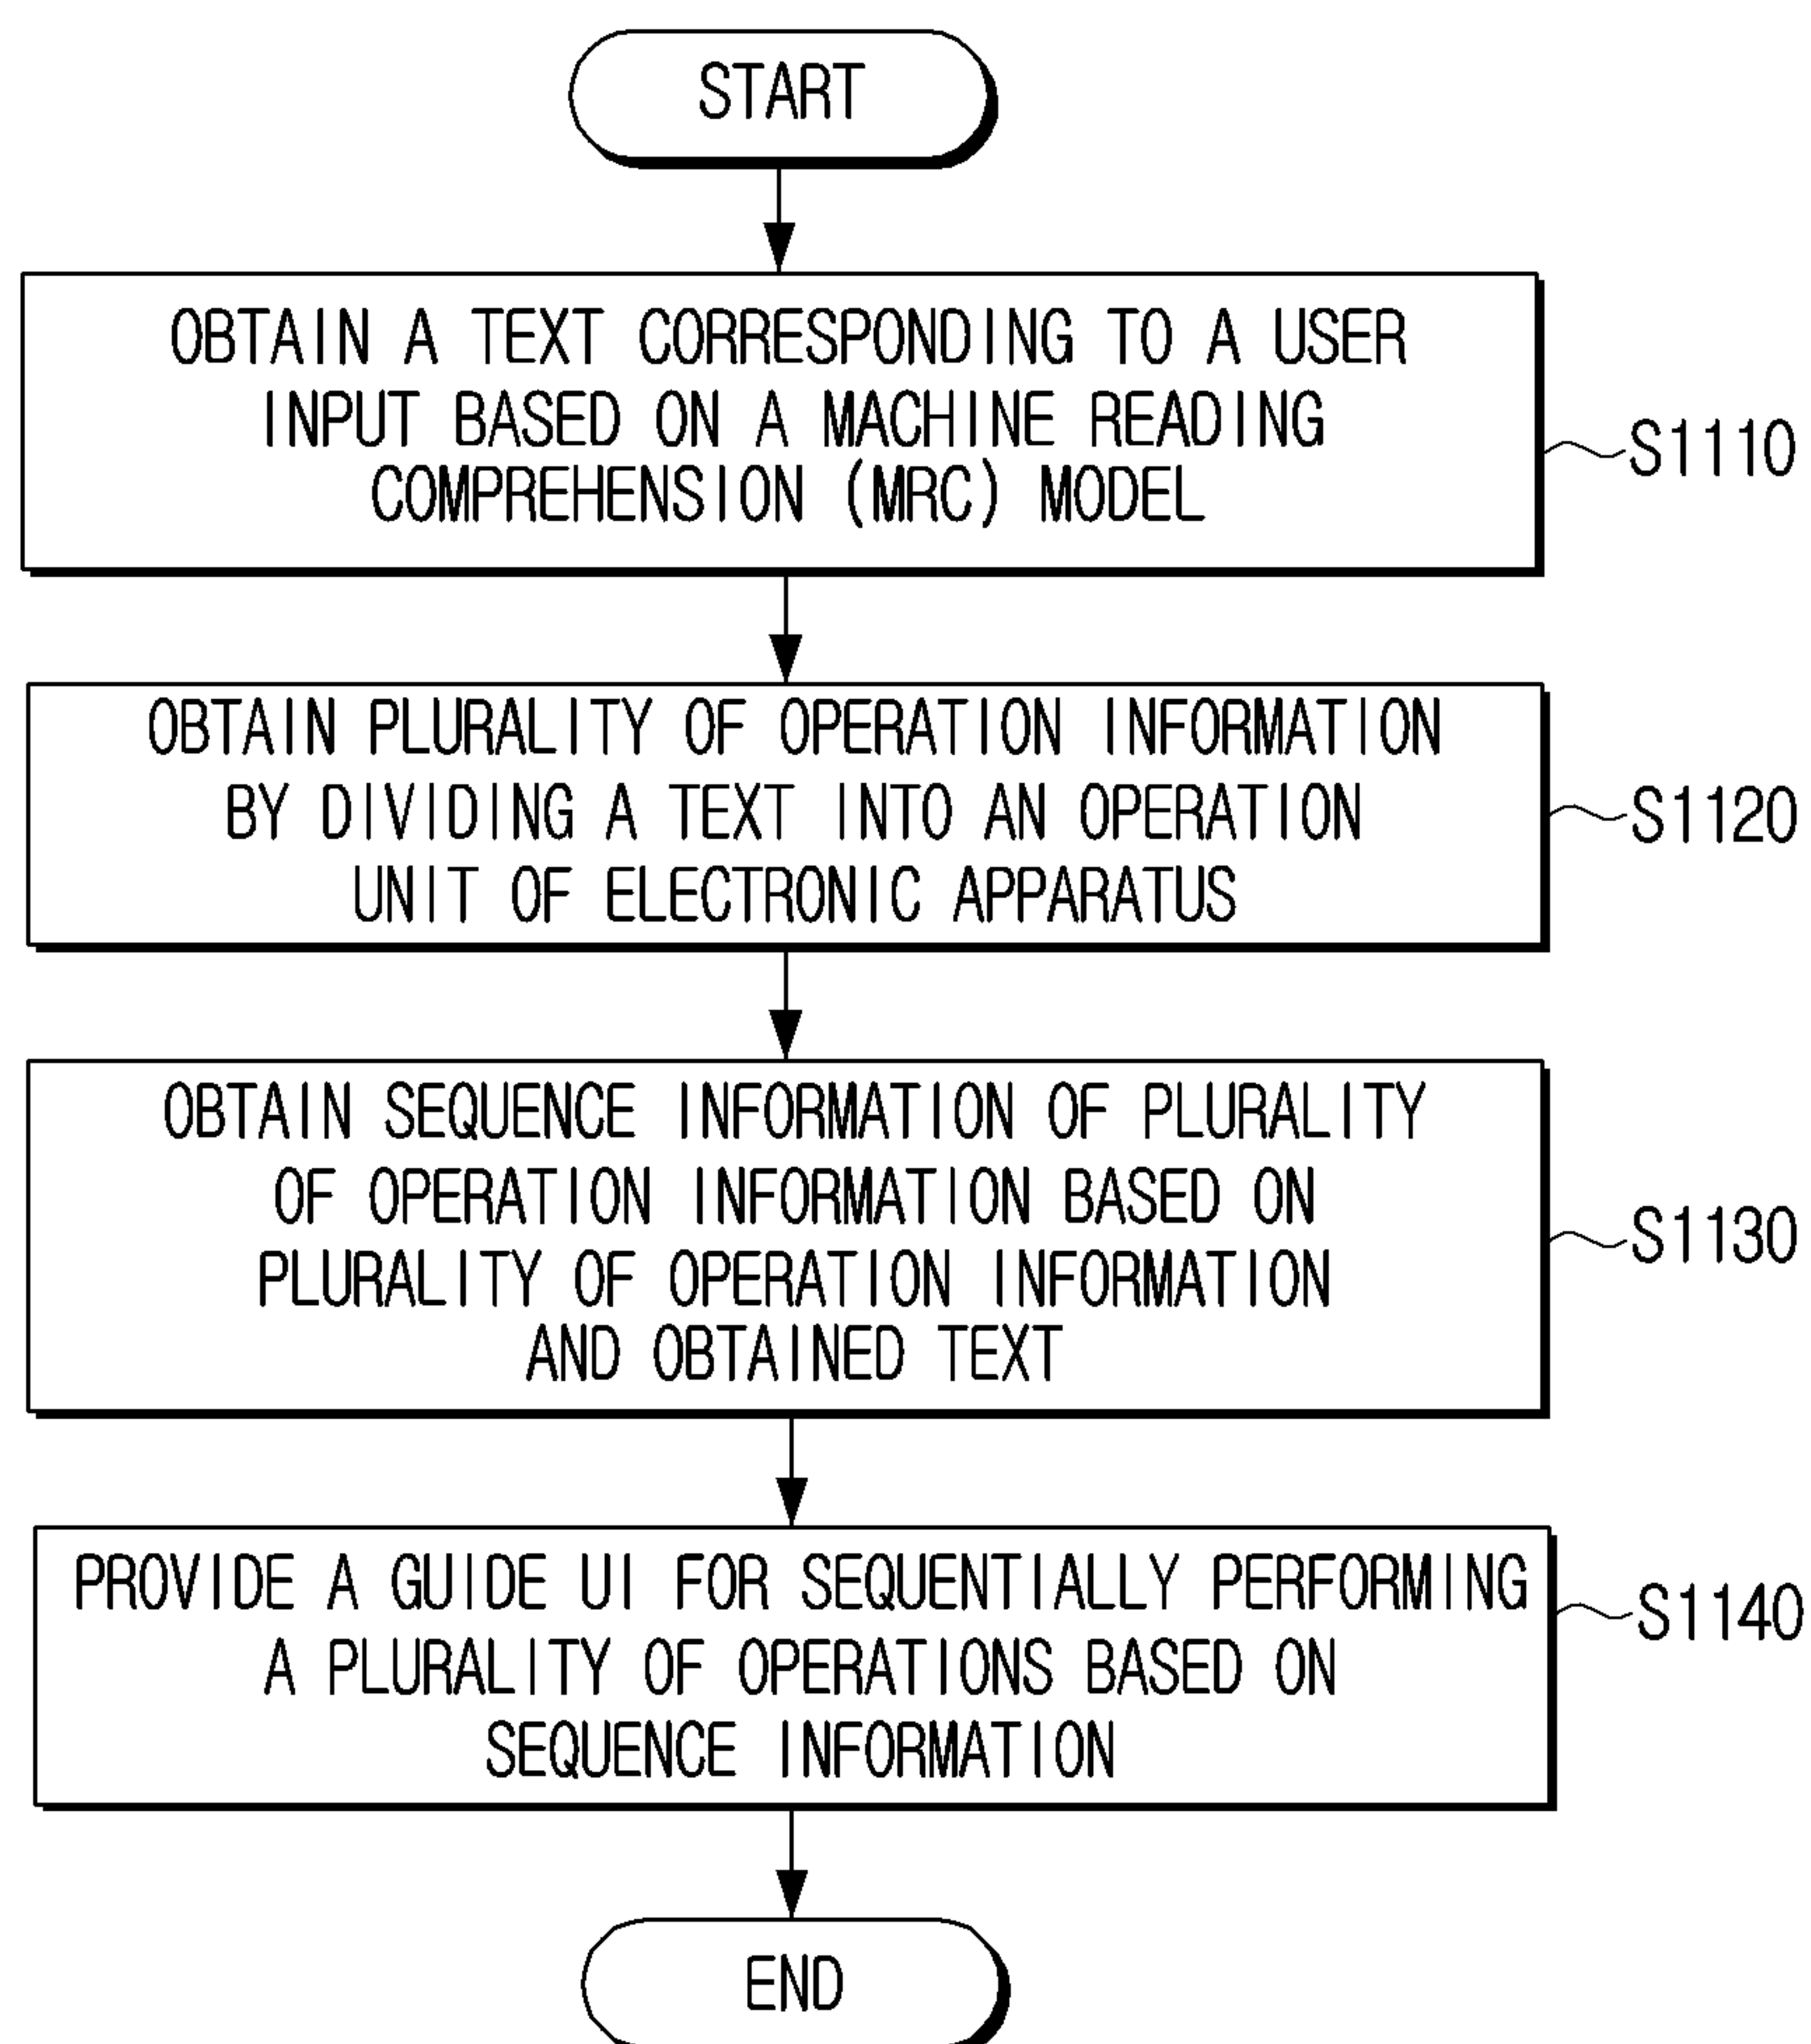 START
OBTAIN A TEXT CORRESPONDING TO A USER
INPUT BASED ON A MACHINE READING
COMPREHENSION (MRC) MODEL
S1110
OBTAIN PLURALITY OF OPERATION INFORMATION
BY DIVIDING A TEXT INTO AN OPERATION
UNIT OF ELECTRONIC APPARATUS
S1120
OBTAIN SEQUENCE INFORMATION OF PLURALITY
OF OPERATION INFORMATION BASED ON
PLURALITY OF OPERATION INFORMATION
AND OBTAINED TEXT
S1130
PROVIDE A GUIDE UI FOR SEQUENTIALLY PERFORMING
A PLURALITY OF OPERATIONS BASED ON
SEQUENCE INFORMATION
S1140
END